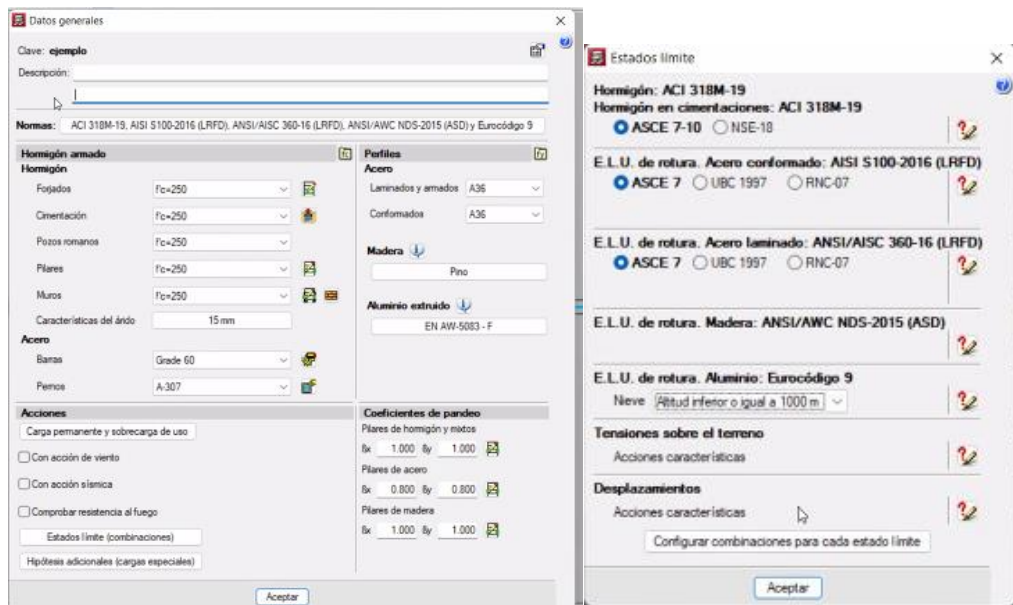 Datos generales
Clave: ejemplo
Descripción:
Normas: ACI 318M-19, AISI S100-2016 (LRFD), ANSI/AISC 360-16 (LRFD), ANSI/AWC NDS-2015 (ASD) y Eurocódigo 9
Hormigón armado
Hormigón
Forjados f'c=250
Cimentación f'c=250
Pozos romanos f'c=250
Pilares f'c=250
Muros f'c=250
Características del árido 15 mm
Acero
Barras Grade 60
Pernos A-307
Perfiles
Acero
Laminados y armados A36
Conformados A36
Madera
Pino
Aluminio extruido
EN AW-5083 - F
Acciones
Carga permanente y sobrecarga de uso
Con acción de viento
Con acción sísmica
Comprobar resistencia al fuego
Estados límite (combinaciones)
Hipótesis adicionales (cargas especiales)
Coeficientes de pandeo
Pilares de hormigón y mixtos
βx 1.000 βy 1.000
Pilares de acero
βx 0.800 βy 0.800
Pilares de madera
βx 1.000 βy 1.000
Aceptar
Estados límite
Hormigón: ACI 318M-19
Hormigón en cimentaciones: ACI 318M-19
ASCE 7-10 NSE-18
E.L.U. de rotura. Acero conformado: AISI S100-2016 (LRFD)
ASCE 7 UBC 1997 RNC-07
E.L.U. de rotura. Acero laminado: ANSI/AISC 360-16 (LRFD)
ASCE 7 UBC 1997 RNC-07
E.L.U. de rotura. Madera: ANSI/AWC NDS-2015 (ASD)
E.L.U. de rotura. Aluminio: Eurocódigo 9
Nieve Altitud inferior o igual a 1000 m
Tensiones sobre el terreno
Acciones características
Desplazamientos
Acciones características
Configurar combinaciones para cada estado límite
Aceptar